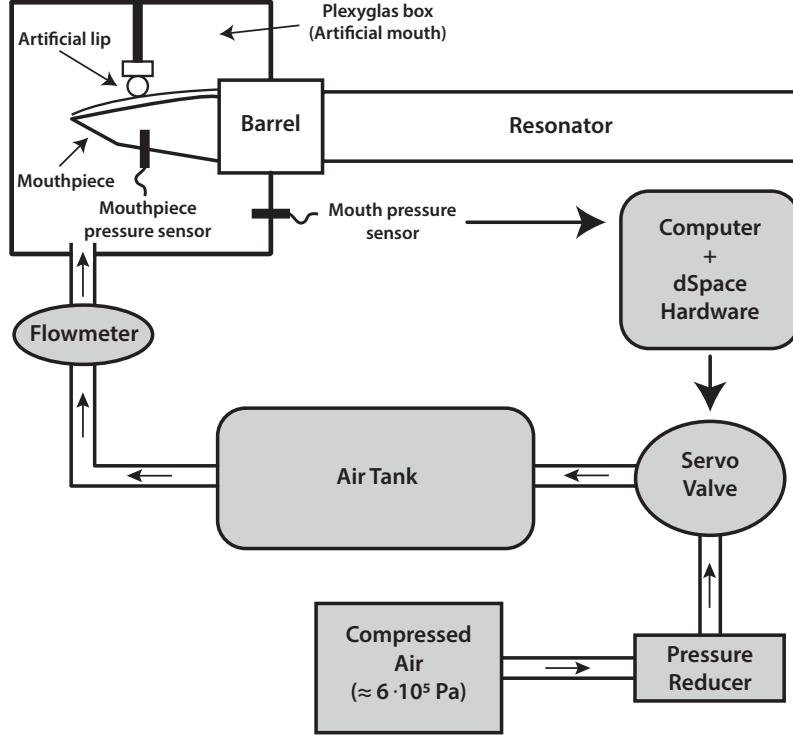 Plexyglas box
(Artificial mouth)
Artificial lip
Barrel
Resonator
Mouthpiece
Mouthpiece
pressure sensor
Mouth pressure
sensor
Computer
+
dSpace
Hardware
Flowmeter
Air Tank
Servo
Valve
Compressed
Air
(≈ 6 ·10⁵ Pa)
Pressure
Reducer